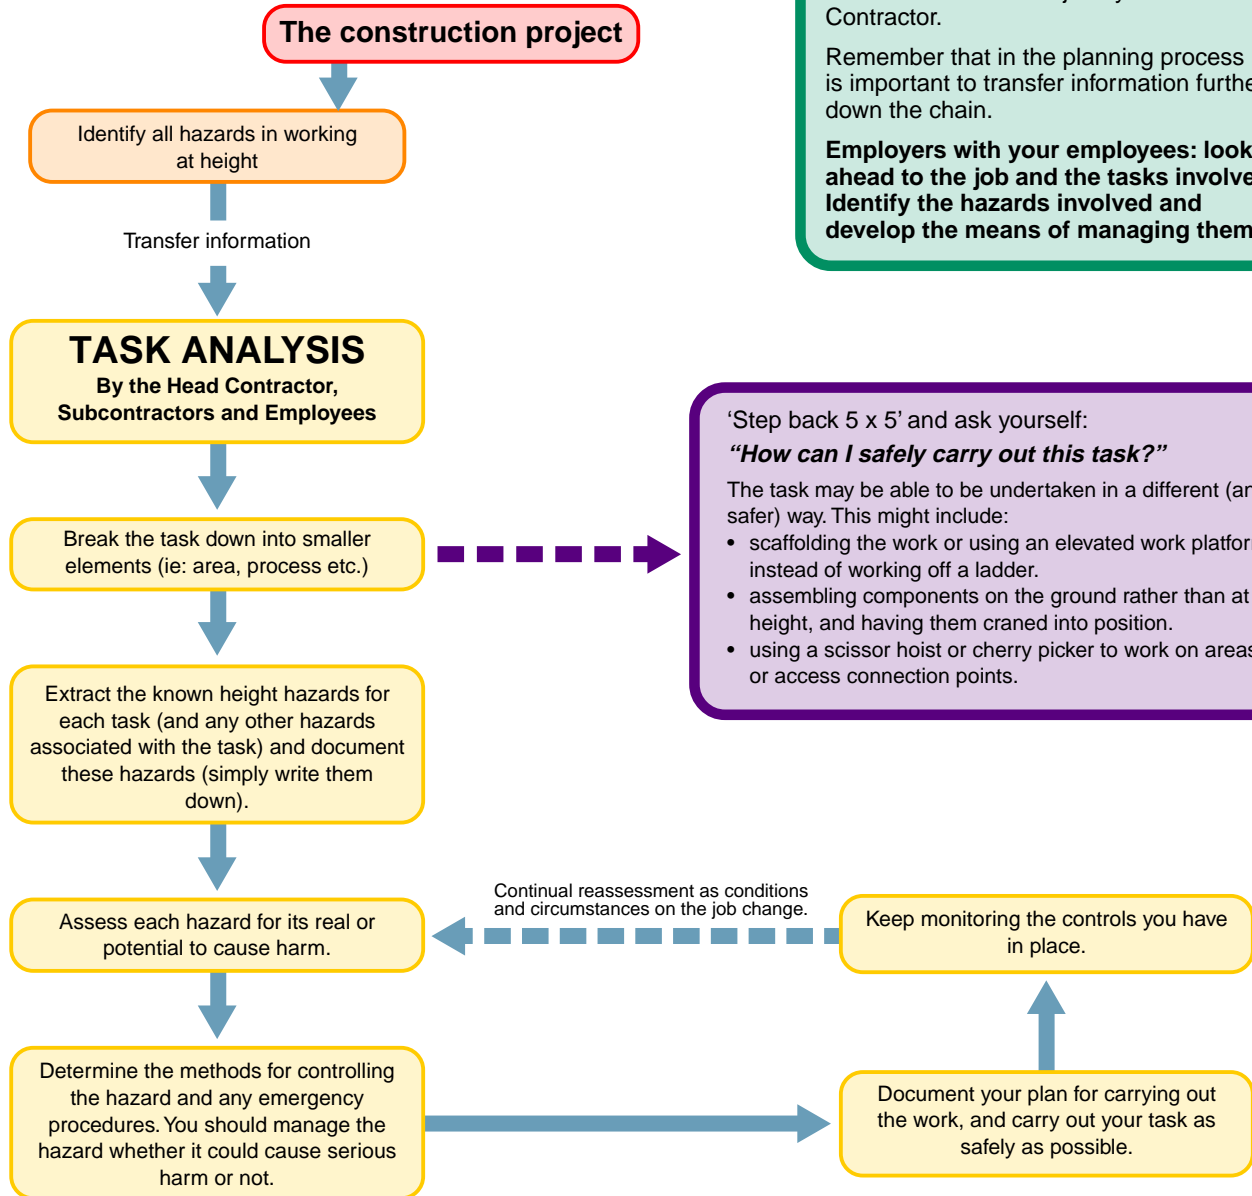 The construction project
Identify all hazards in working
at height
Transfer information
TASK ANALYSIS
By the Head Contractor,
Subcontractors and Employees
Break the task down into smaller
elements (ie: area, process etc.)
Extract the known height hazards for
each task (and any other hazards
associated with the task) and document
these hazards (simply write them
down).
Assess each hazard for its real or
potential to cause harm.
Determine the methods for controlling
the hazard and any emergency
procedures. You should manage the
hazard whether it could cause serious
harm or not.
Contractor.
Remember that in the planning process
is important to transfer information
down the chain.
Employers with your employees: look
ahead to the job and the tasks
Identify the hazards involved and
develop the means of managing them
‘Step back 5 x 5’ and ask yourself:
“How can I safely carry out this task?”
The task may be able to be undertaken in a different
safer) way. This might include:
• scaffolding the work or using an elevated work
instead of working off a ladder.
• assembling components on the ground rather than at
height, and having them craned into position.
• using a scissor hoist or cherry picker to work on areas
or access connection points.
Continual reassessment as conditions
and circumstances on the job change.
Keep monitoring the controls you have
in place.
Document your plan for carrying out
the work, and carry out your task as
safely as possible.